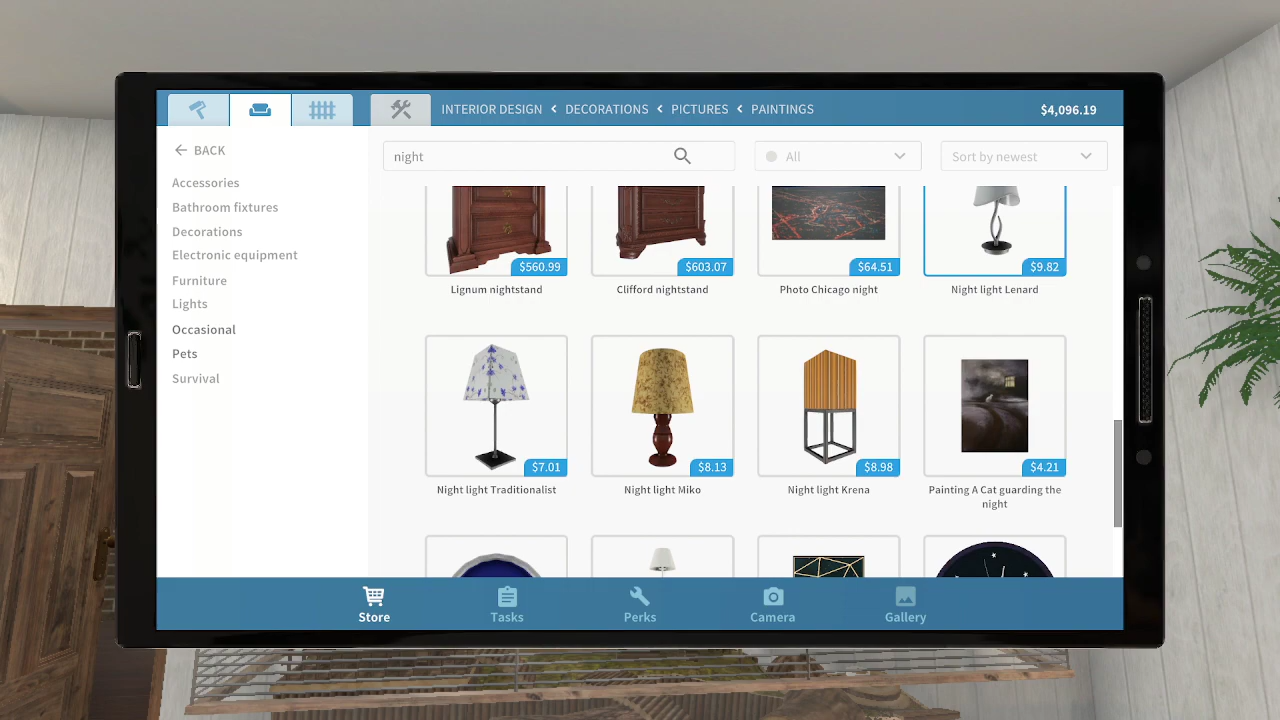 INTERIOR DESIGN < DECORATIONS < PICTURES < PAINTINGS
$4,096.19
BACK
night
All
Sort by newest
Accessories
Bathroom fixtures
Decorations
Electronic equipment
Furniture
Lights
Occasional
Pets
Survival
$560.99
$603.07
$64.51
$9.82
Lignum nightstand
Clifford nightstand
Photo Chicago night
Night light Lenard
$7.01
$8.13
$8.98
$4.21
Night light Traditionalist
Night light Miko
Night light Krena
Painting A Cat guarding the
night
Store
Tasks
Perks
Camera
Gallery